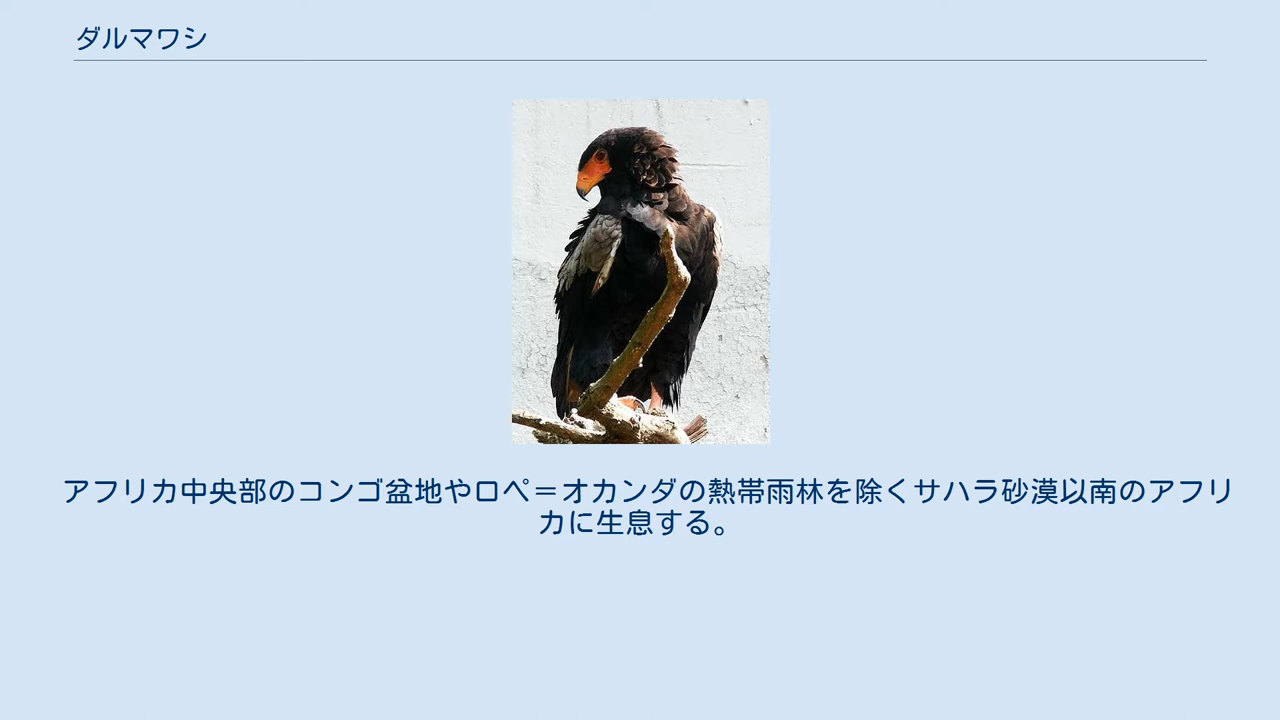 ダルマワシ
アフリカ中央部のコンゴ盆地やロペ＝オカンダの熱帯雨林を除くサハラ砂漠以南のアフリ
カに生息する。